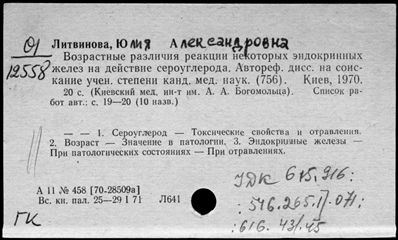 01
12558
Литвинова, Юлия Александровна
Возрастные различия реакции некоторых эндокринных
желез на действие сероуглерода. Автореф. дисс. на соис-
кание учен. степени канд. мед. наук. (756). Киев, 1970.
20 с. (Киевский мед. ин-т им. А. А. Богомольца). Список ра-
бот авт.: с. 19—20 (10 назв.)
— — 1. Сероуглерод — Токсические свойства и отравления.
2. Возраст — Значение в патологии. 3. Эндокринные железы —
При патологических состояниях — При отравлениях.
А 11 № 458 [70-28509а]
Вс. кн. пал. 25—29 I 71 Л641
ГК
УДК 615.916:
:546.265.1].071:
:616.43/.45